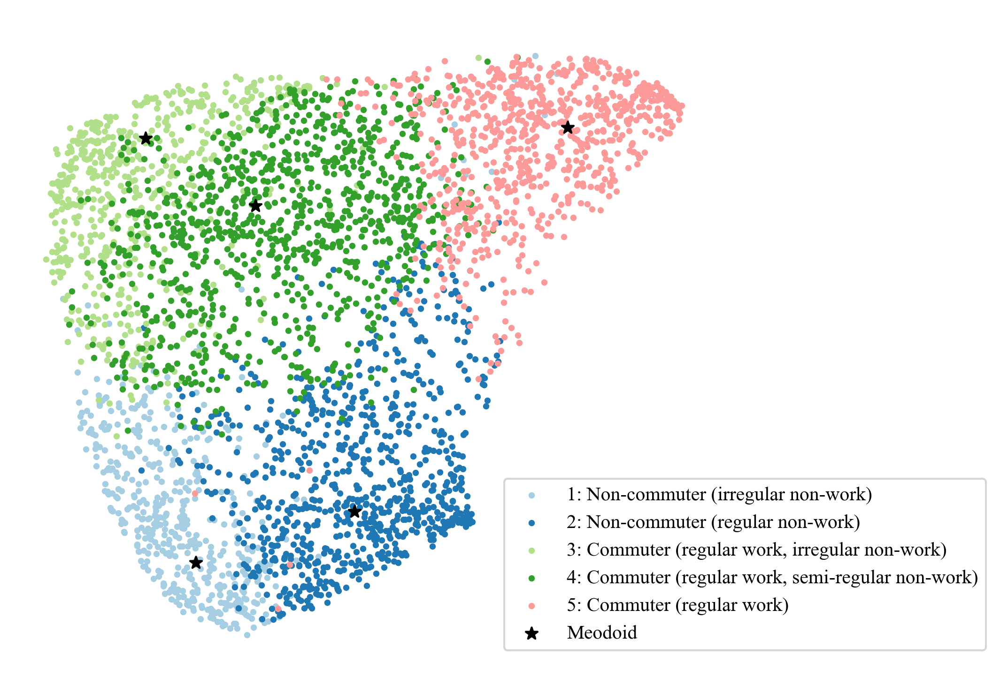 1: Non-commuter (irregular non-work)
2: Non-commuter (regular non-work)
3: Commuter (regular work, irregular non-work)
4: Commuter (regular work, semi-regular non-work)
5: Commuter (regular work)
Meodoid